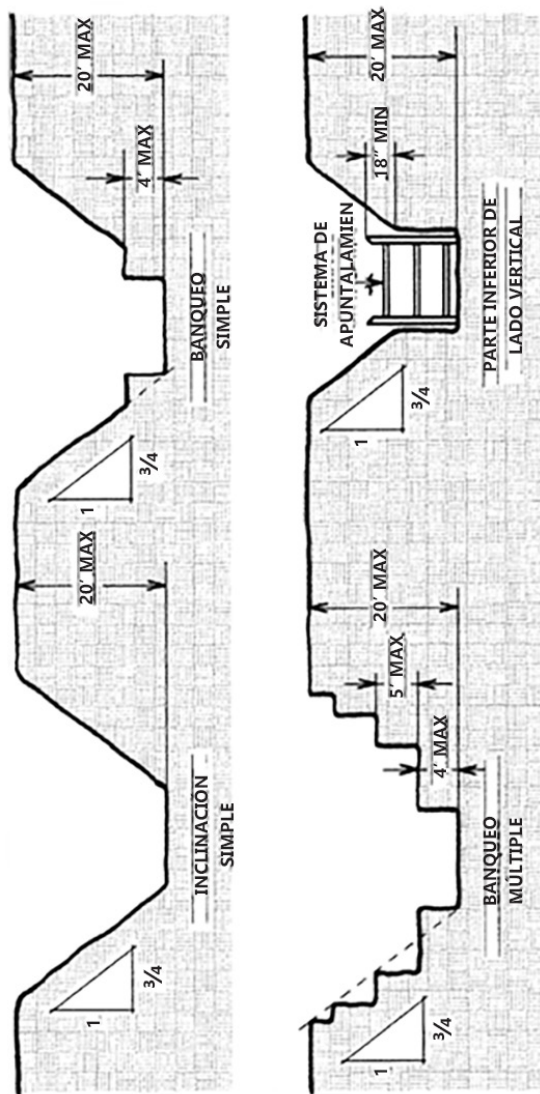 20' MAX
1
3/4
INCLINACIÓN
SIMPLE
20' MAX
4' MAX
1
3/4
BANQUEO
SIMPLE
20' MAX
5' MAX
4' MAX
1
3/4
BANQUEO
MÚLTIPLE
20' MAX
18" MIN
SISTEMA DE
APUNTALAMIEN
1
3/4
PARTE INFERIOR DE
LADO VERTICAL